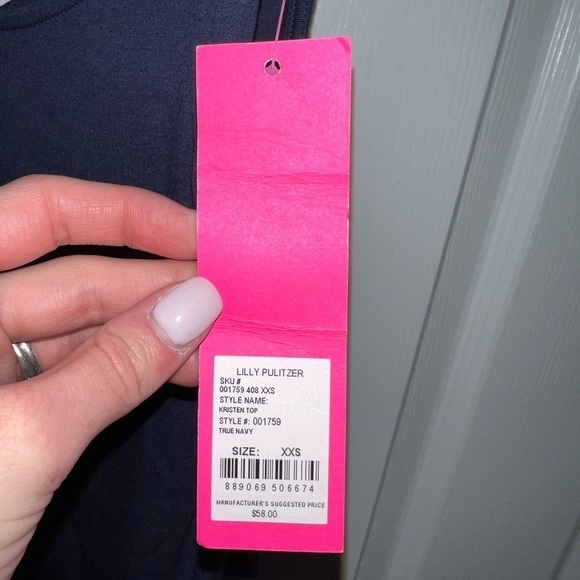 LILLY PULITZER
SKU #
001759 408 XXS
STYLE NAME:
KRISTEN TOP
STYLE #: 001759
TRUE NAVY
SIZE: XXS
889069 506674
MANUFACTURER'S SUGGESTED PRICE
$58.00